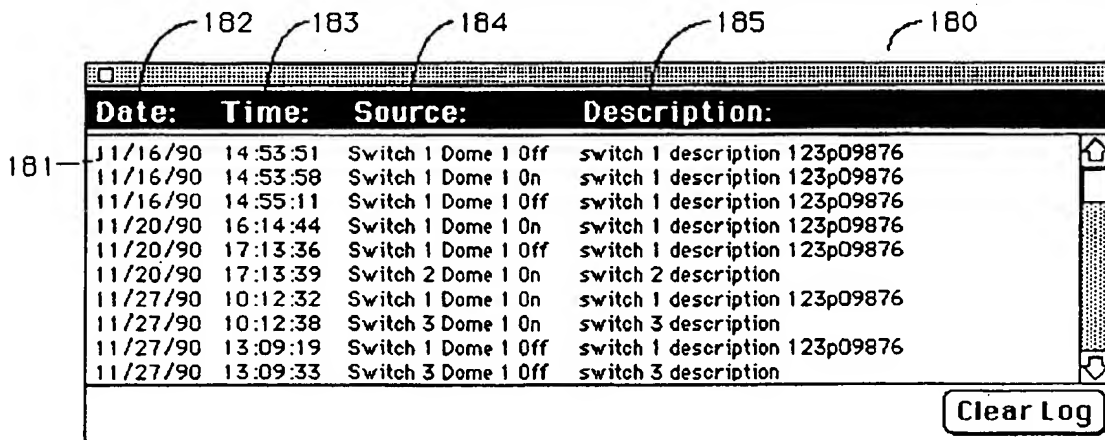 182 183 184 185 180
Date: Time: Source: Description:
181
11/16/90 14:53:51 Switch 1 Dome 1 Off switch 1 description 123p09876
11/16/90 14:53:58 Switch 1 Dome 1 On switch 1 description 123p09876
11/16/90 14:55:11 Switch 1 Dome 1 Off switch 1 description 123p09876
11/20/90 16:14:44 Switch 1 Dome 1 On switch 1 description 123p09876
11/20/90 17:13:36 Switch 1 Dome 1 Off switch 1 description 123p09876
11/20/90 17:13:39 Switch 2 Dome 1 On switch 2 description
11/27/90 10:12:32 Switch 1 Dome 1 On switch 1 description 123p09876
11/27/90 10:12:38 Switch 3 Dome 1 On switch 3 description
11/27/90 13:09:19 Switch 1 Dome 1 Off switch 1 description 123p09876
11/27/90 13:09:33 Switch 3 Dome 1 Off switch 3 description
Clear Log